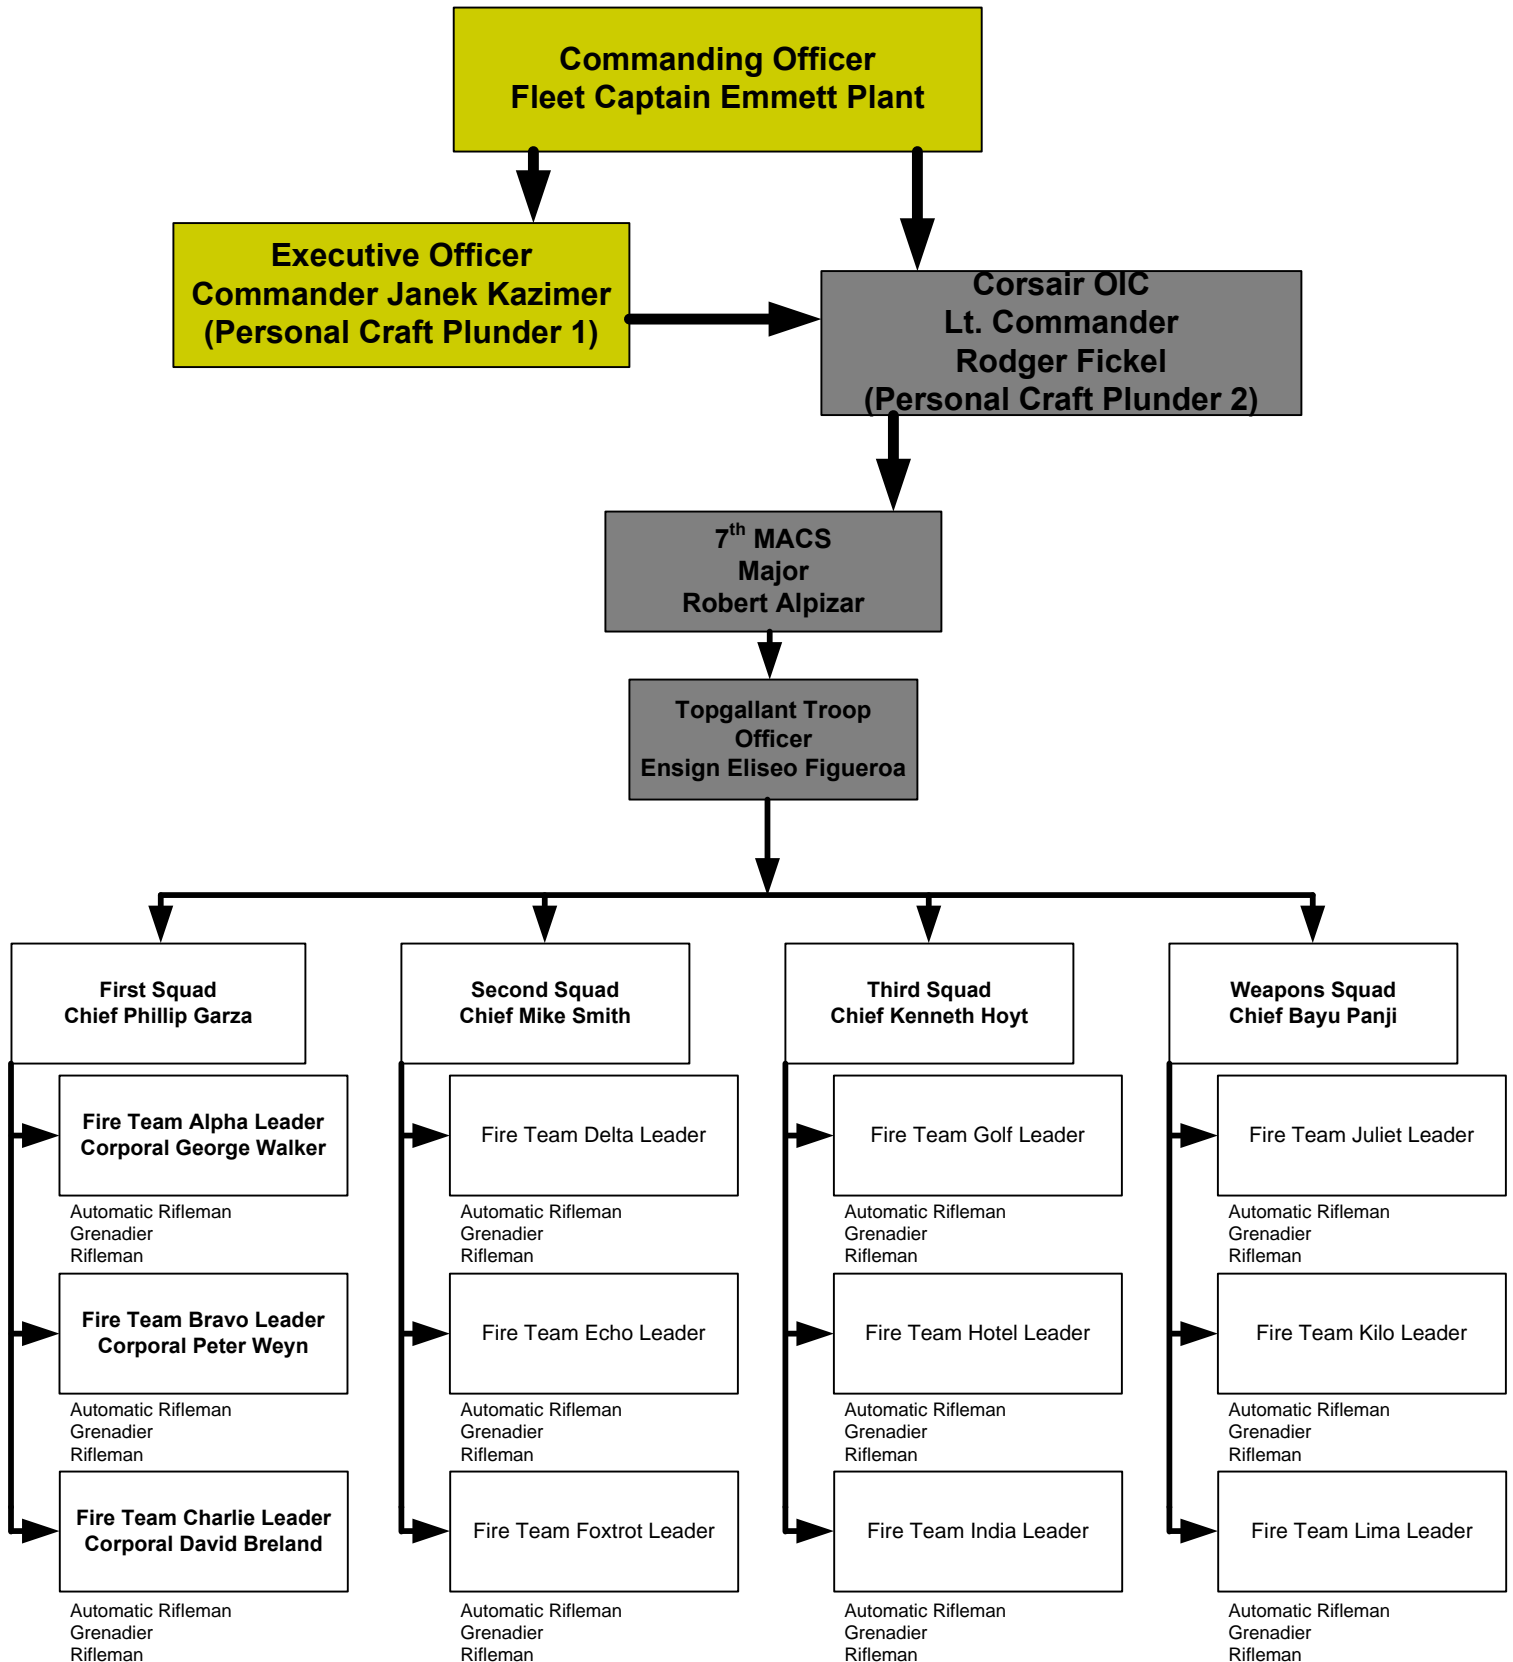 Commanding Officer
Fleet Captain Emmett Plant
Executive Officer
Commander Janek Kazimer
(Personal Craft Plunder 1)
Corsair OIC
Lt. Commander
Rodger Fickel
(Personal Craft Plunder 2)
7th MACS
Major
Robert Alpizar
Topgallant Troop
Officer
Ensign Eliseo Figueroa
First Squad
Chief Phillip Garza
Fire Team Alpha Leader
Corporal George Walker
Automatic Rifleman
Grenadier
Rifleman
Fire Team Bravo Leader
Corporal Peter Weyn
Automatic Rifleman
Grenadier
Rifleman
Fire Team Charlie Leader
Corporal David Breland
Automatic Rifleman
Grenadier
Rifleman
Second Squad
Chief Mike Smith
Fire Team Delta Leader
Automatic Rifleman
Grenadier
Rifleman
Fire Team Echo Leader
Automatic Rifleman
Grenadier
Rifleman
Fire Team Foxtrot Leader
Automatic Rifleman
Grenadier
Rifleman
Third Squad
Chief Kenneth Hoyt
Fire Team Golf Leader
Automatic Rifleman
Grenadier
Rifleman
Fire Team Hotel Leader
Automatic Rifleman
Grenadier
Rifleman
Fire Team India Leader
Automatic Rifleman
Grenadier
Rifleman
Weapons Squad
Chief Bayu Panji
Fire Team Juliet Leader
Automatic Rifleman
Grenadier
Rifleman
Fire Team Kilo Leader
Automatic Rifleman
Grenadier
Rifleman
Fire Team Lima Leader
Automatic Rifleman
Grenadier
Rifleman